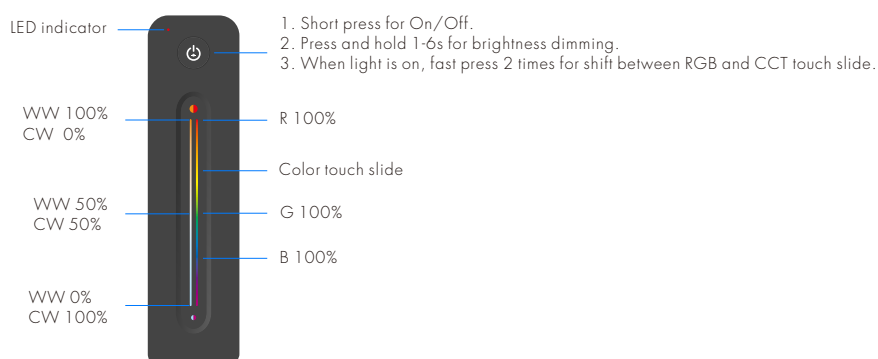 LED indicator
1. Short press for On/Off.
2. Press and hold 1-6s for brightness dimming.
3. When light is on, fast press 2 times for shift between RGB and CCT touch slide.
WW 100%
CW 0%
R 100%
Color touch slide
WW 50%
CW 50%
G 100%
B 100%
WW 0%
CW 100%